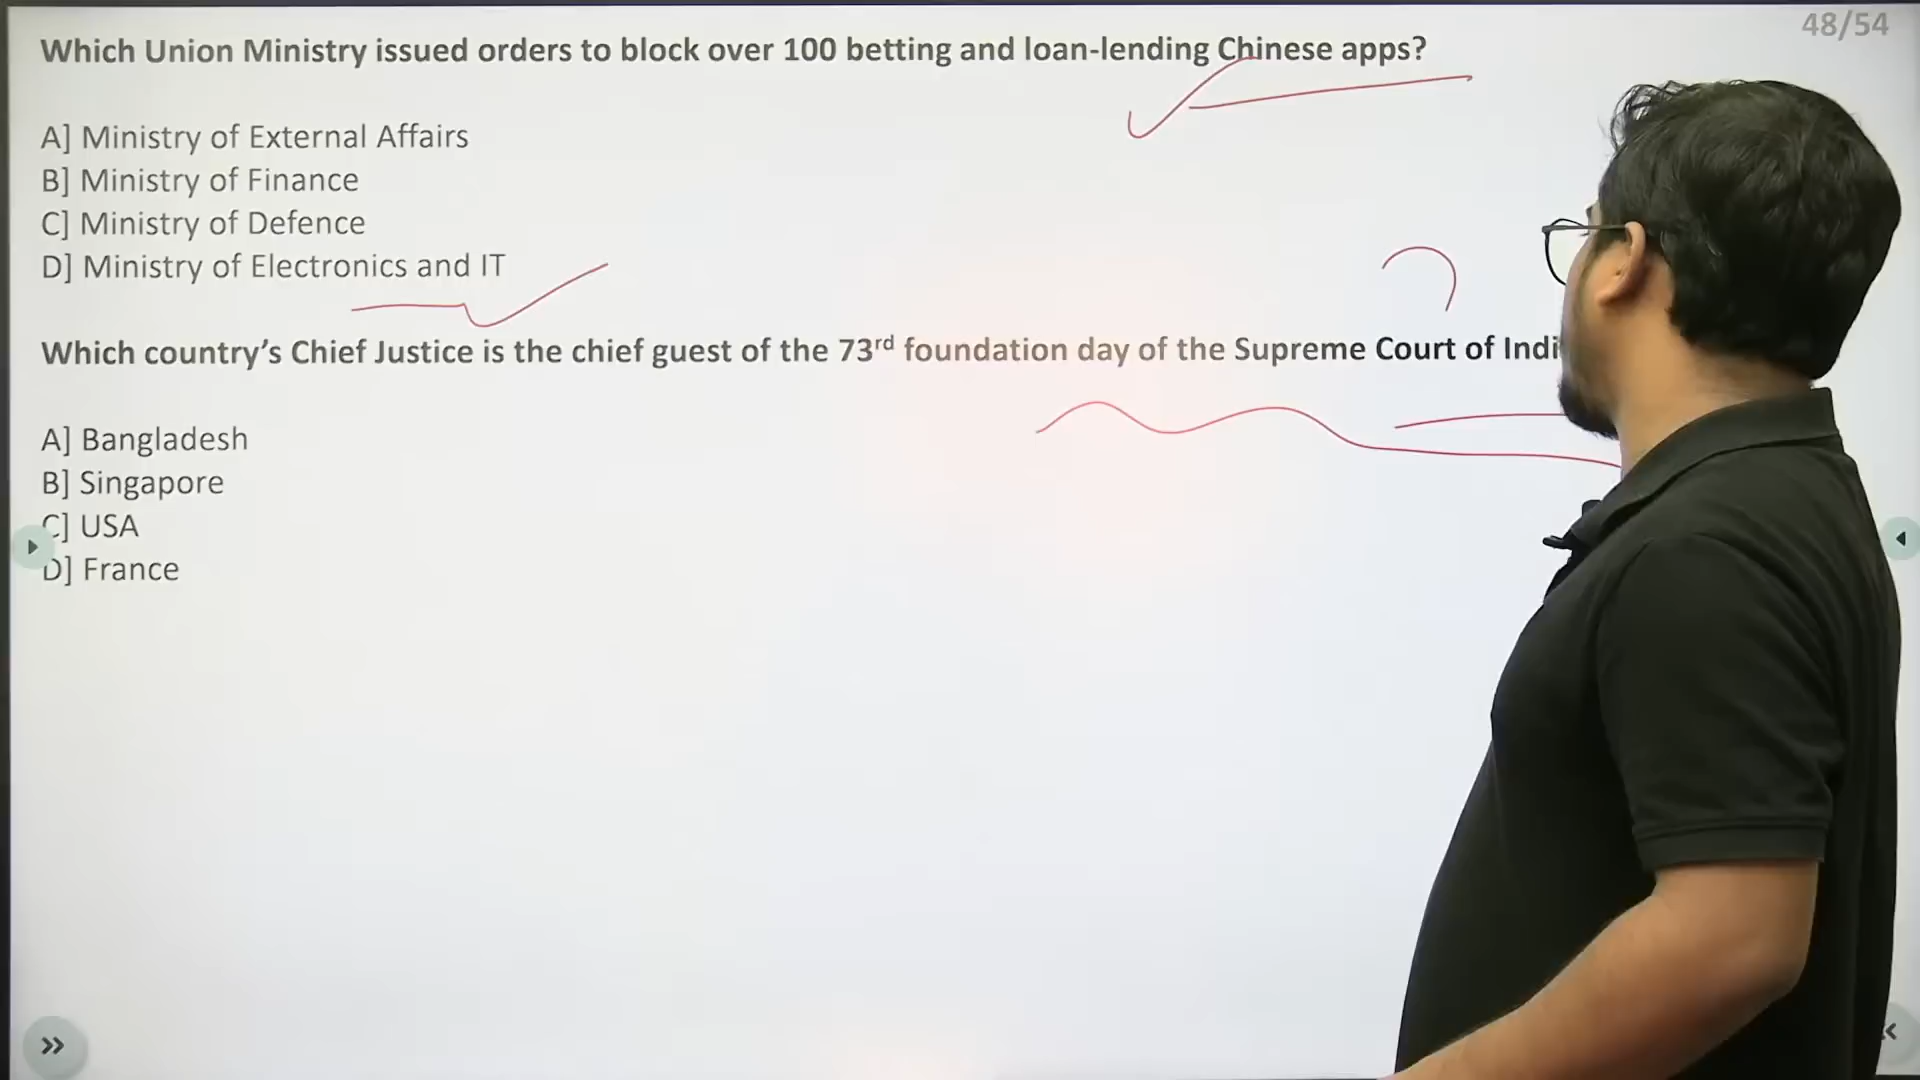 48/54
Which Union Ministry issued orders to block over 100 betting and loan-lending Chinese apps?
A] Ministry of External Affairs
B] Ministry of Finance
C] Ministry of Defence
D] Ministry of Electronics and IT
Which country’s Chief Justice is the chief guest of the 73rd foundation day of the Supreme Court of Indi
A] Bangladesh
B] Singapore
C] USA
D] France